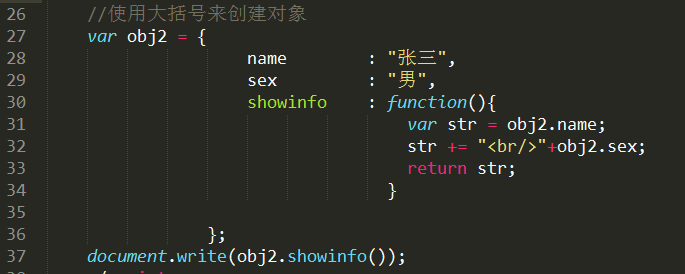 26 //使用大括号来创建对象
27 var obj2 = {
28 name : "张三",
29 sex : "男",
30 showinfo : function(){
31 var str = obj2.name;
32 str += "<br/>"+obj2.sex;
33 return str;
34 }
35
36 };
37 document.write(obj2.showinfo());